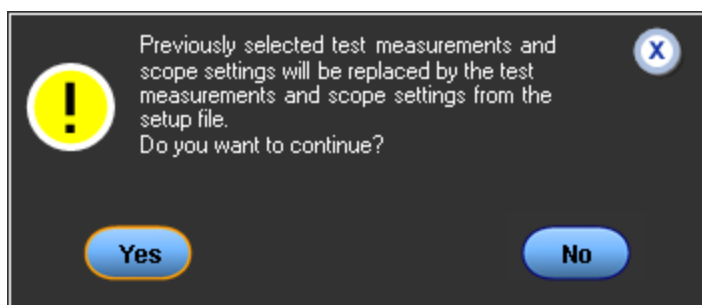 Previously selected test measurements and
scope settings will be replaced by the test
measurements and scope settings from the
setup file.
Do you want to continue?
X
!
Yes
No